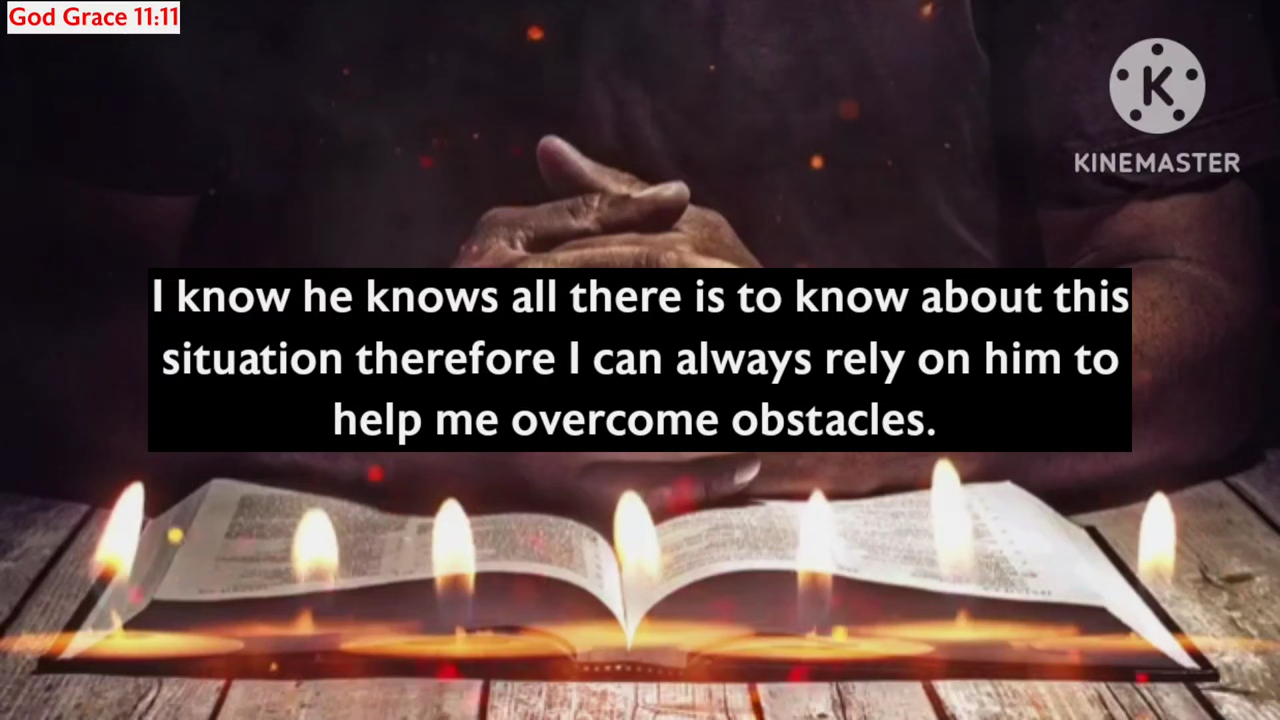 God Grace 11:11
K
KINEMASTER
I know he knows all there is to know about this
situation therefore I can always rely on him to
help me overcome obstacles.